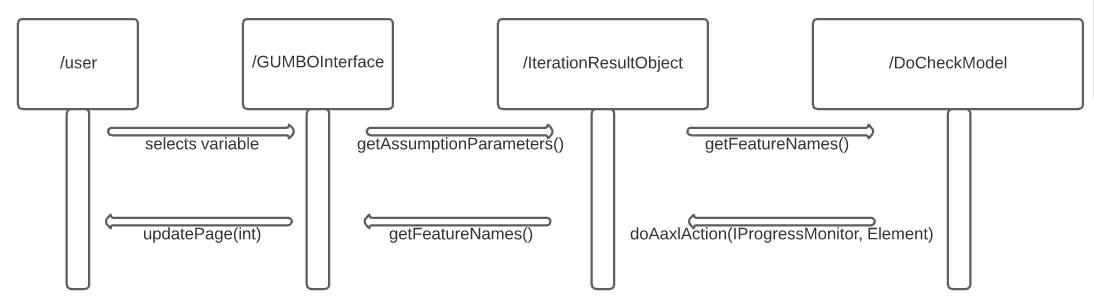 /user
/GUMBOInterface
/IterationResultObject
/DoCheckModel
selects variable
getAssumptionParameters()
getFeatureNames()
updatePage(int)
getFeatureNames()
doAaxlAction(IProgressMonitor, Element)